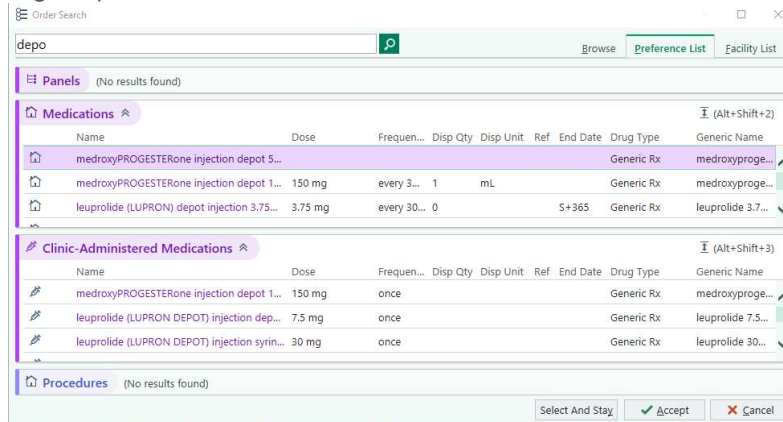 Order Search
depo
Browse Preference List Facility List
Panels (No results found)
Medications (Alt+Shift+2)
Name Dose Frequen... Disp Qty Disp Unit Ref End Date Drug Type Generic Name
medroxyPROGESTERone injection depot 5... Generic Rx medroxyproge...
medroxyPROGESTERone injection depot 1... 150 mg every 3... 1 mL Generic Rx medroxyproge...
leuprolide (LUPRON) depot injection 3.75... 3.75 mg every 30... 0 S+365 Generic Rx leuprolide 3.7...
Clinic-Administered Medications (Alt+Shift+3)
Name Dose Frequen... Disp Qty Disp Unit Ref End Date Drug Type Generic Name
medroxyPROGESTERone injection depot 1... 150 mg once Generic Rx medroxyproge...
leuprolide (LUPRON DEPOT) injection dep... 7.5 mg once Generic Rx leuprolide 7.5...
leuprolide (LUPRON DEPOT) injection syrin... 30 mg once Generic Rx leuprolide 30...
Procedures (No results found)
Select And Stay Accept Cancel